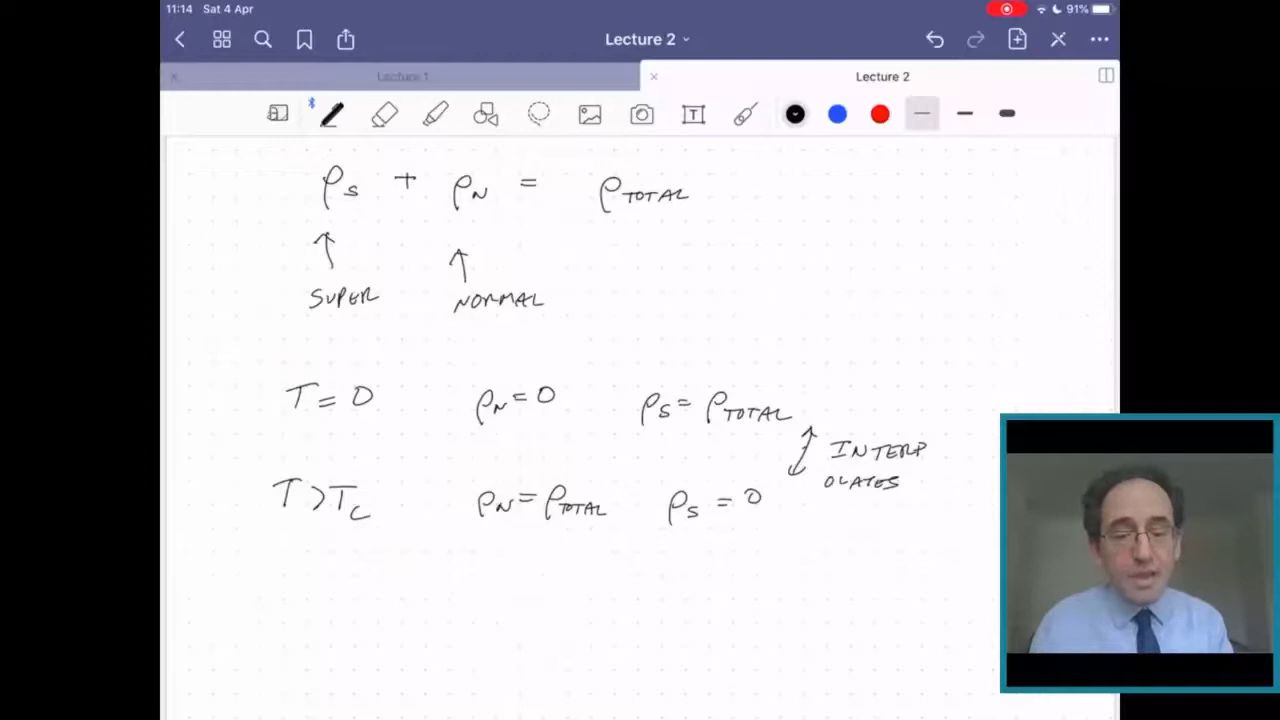 11:14 Sat 4 Apr 91%
Lecture 2
Lecture 1 Lecture 2
T
ρS + ρN = ρTOTAL
↑ ↑
SUPER NORMAL
T = 0 ρN = 0 ρS = ρTOTAL
INTERP
OLATES
T > TC ρN = ρTOTAL ρS = 0